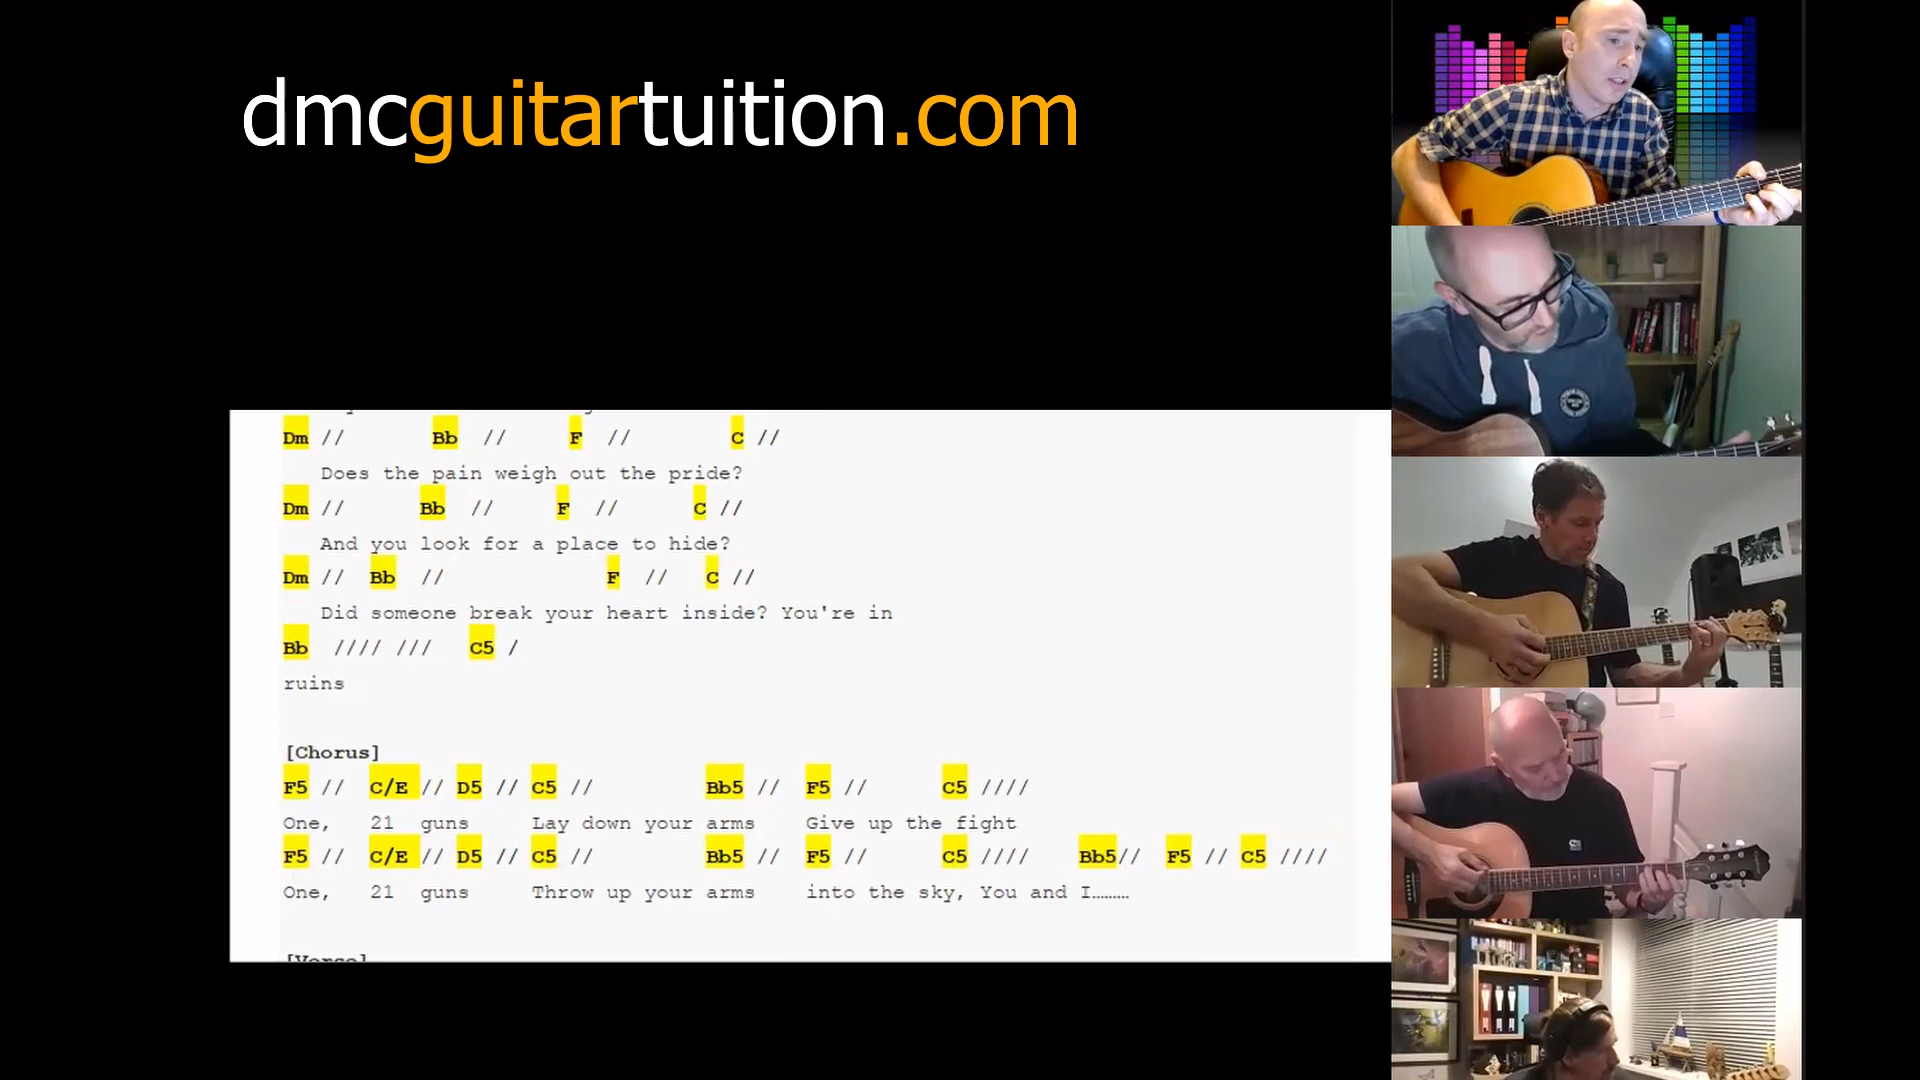 dmcguitartuition.com
Dm // Bb // F // C //
Does the pain weigh out the pride?
Dm // Bb // F // C //
And you look for a place to hide?
Dm // Bb // F // C //
Did someone break your heart inside? You're in
Bb //// /// C5 /
ruins
[Chorus]
F5 // C/E // D5 // C5 // Bb5 // F5 // C5 ////
One, 21 guns Lay down your arms Give up the fight
F5 // C/E // D5 // C5 // Bb5 // F5 // C5 //// Bb5// F5 // C5 ////
One, 21 guns Throw up your arms into the sky, You and I………
[Verse]